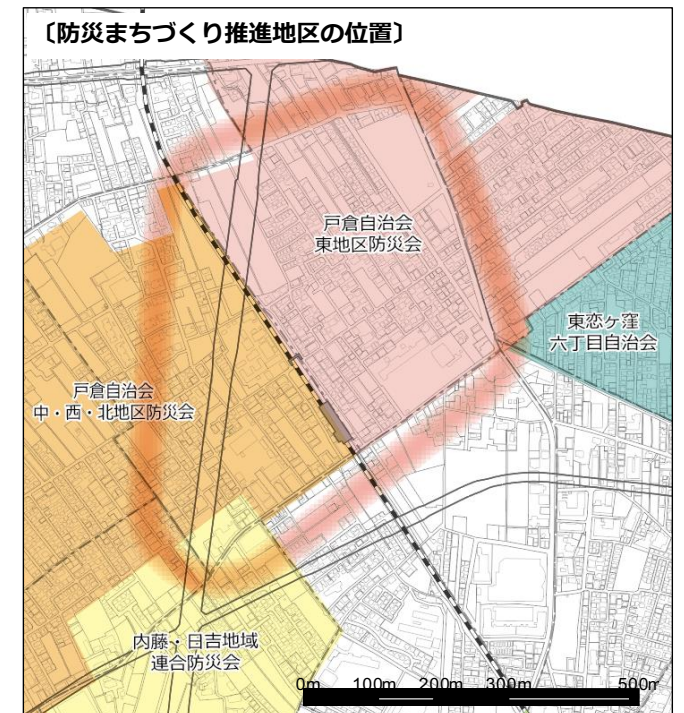 〔防災まちづくり推進地区の位置〕
戸倉自治会
東地区防災会
東恋ヶ窪
六丁目自治会
戸倉自治会
中・西・北地区防災会
内藤・日吉地域
連合防災会
0m 100m 200m 300m 500m